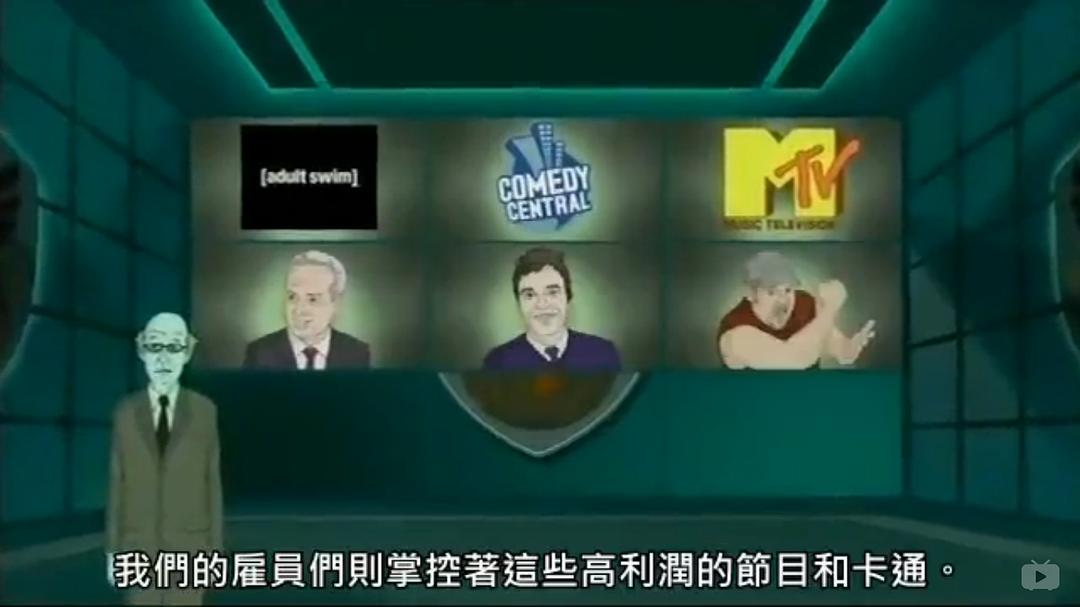 [adult swim]
COMEDY
CENTRAL
MTV
MUSIC TELEVISION
我們的雇員們則掌控著這些高利潤的節目和卡通。